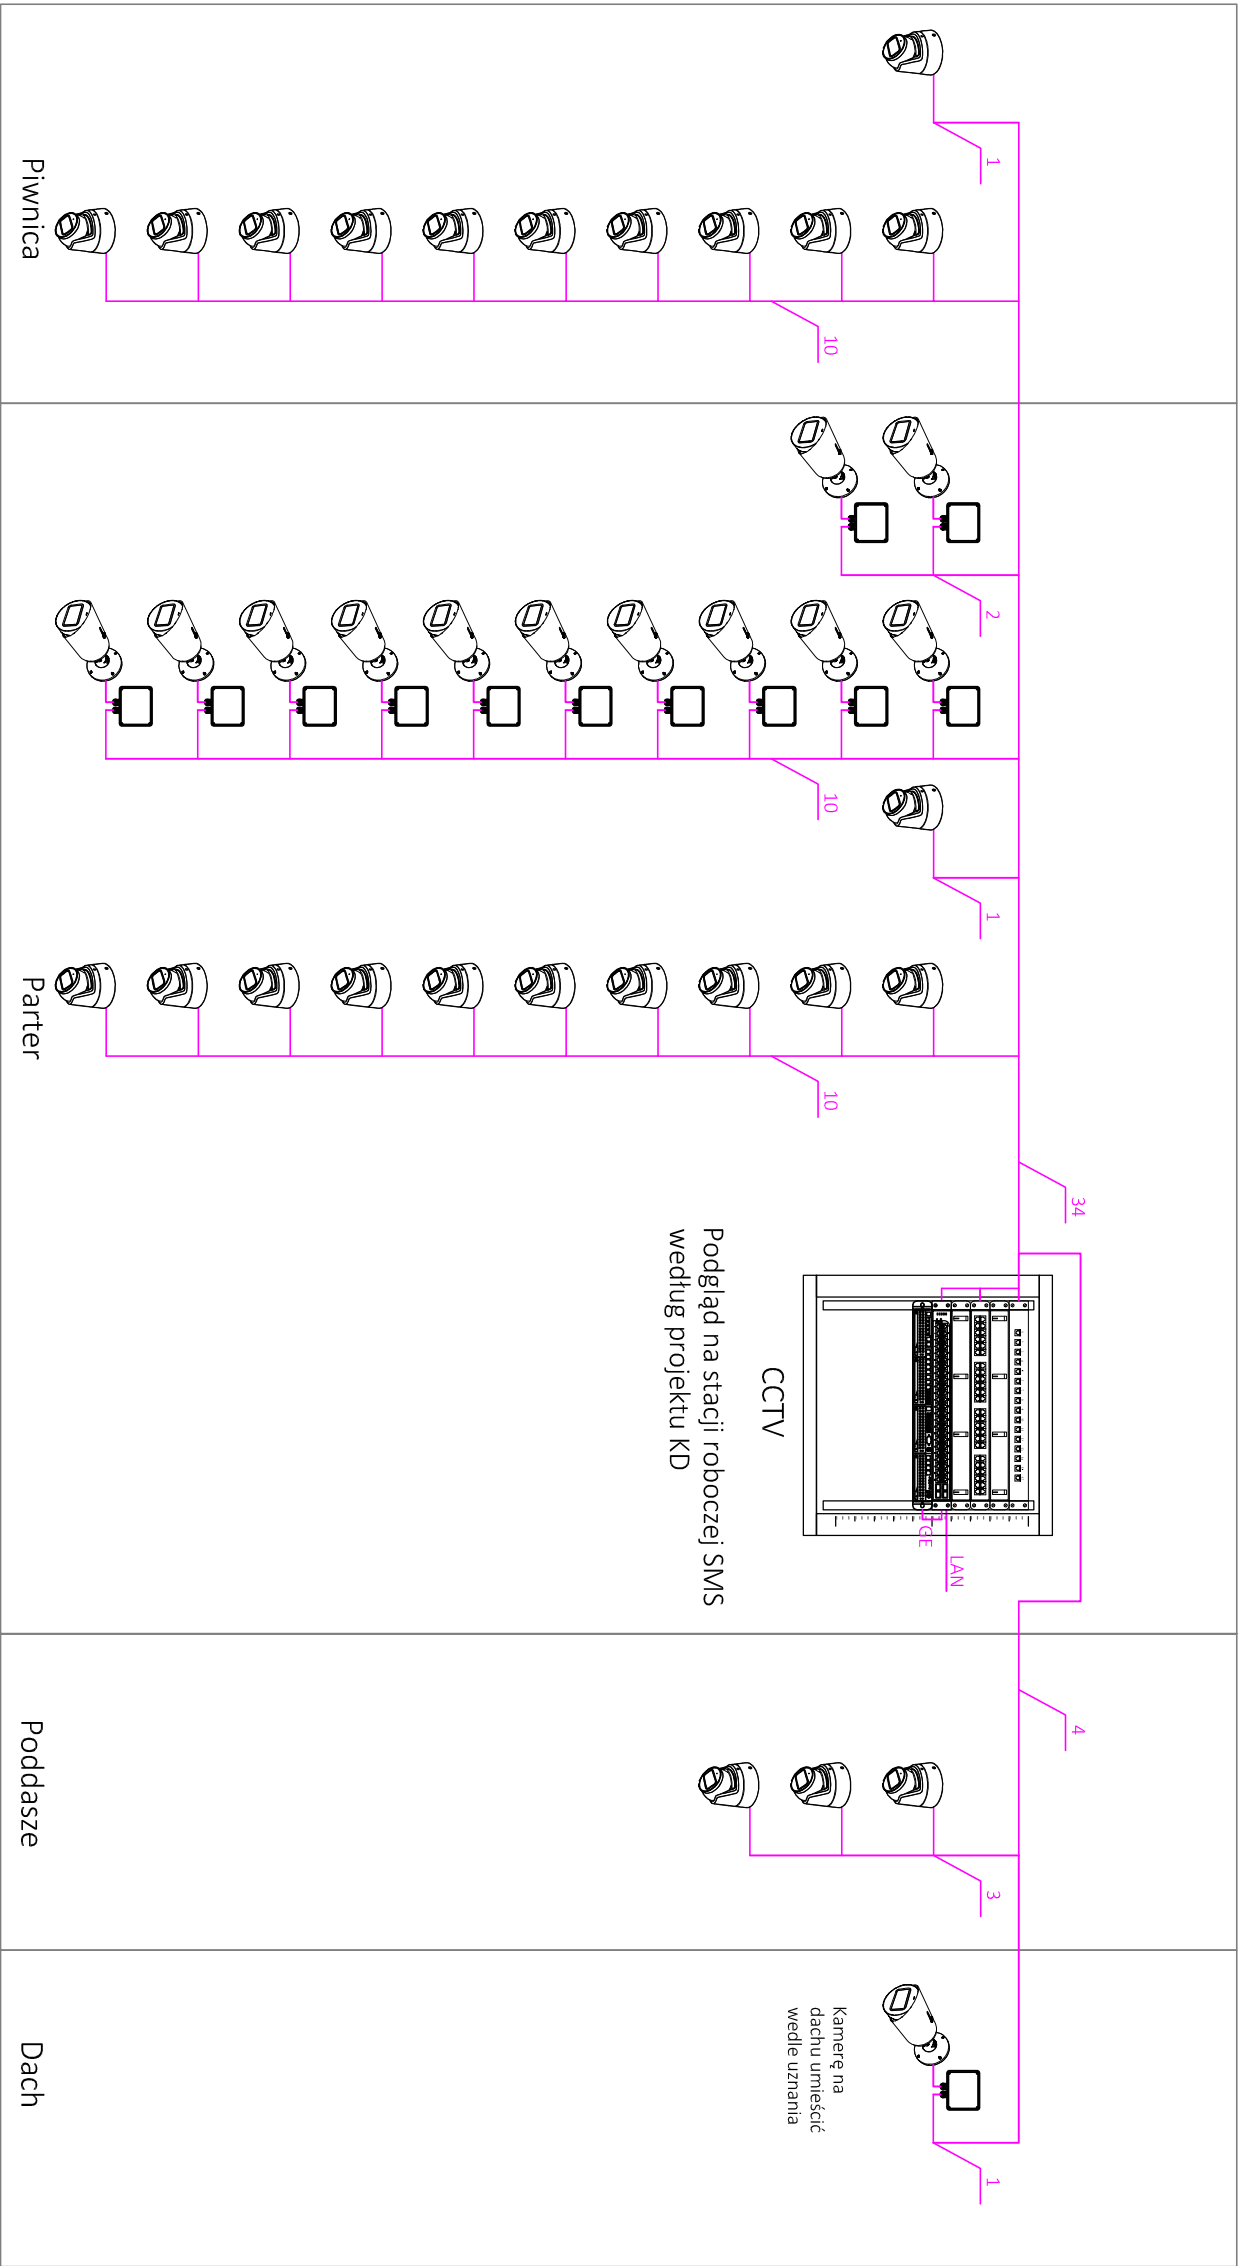 1
Piwnica
10
2
10
1
Parter
10
34
Podgląd na stacji roboczej SMS
według projektu KD
CCTV
GE
LAN
4
Poddasze
3
Kamerę na
dachu umieścić
wedle uznania
Dach
1